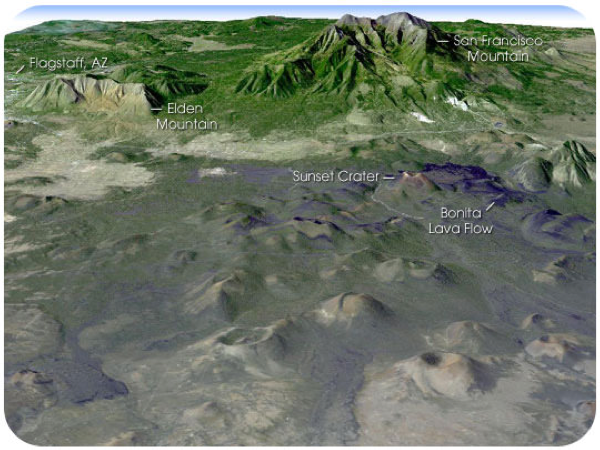 San Francisco
Mountain
Flagstaff, AZ
Elden
Mountain
Sunset Crater
Bonita
Lava Flow